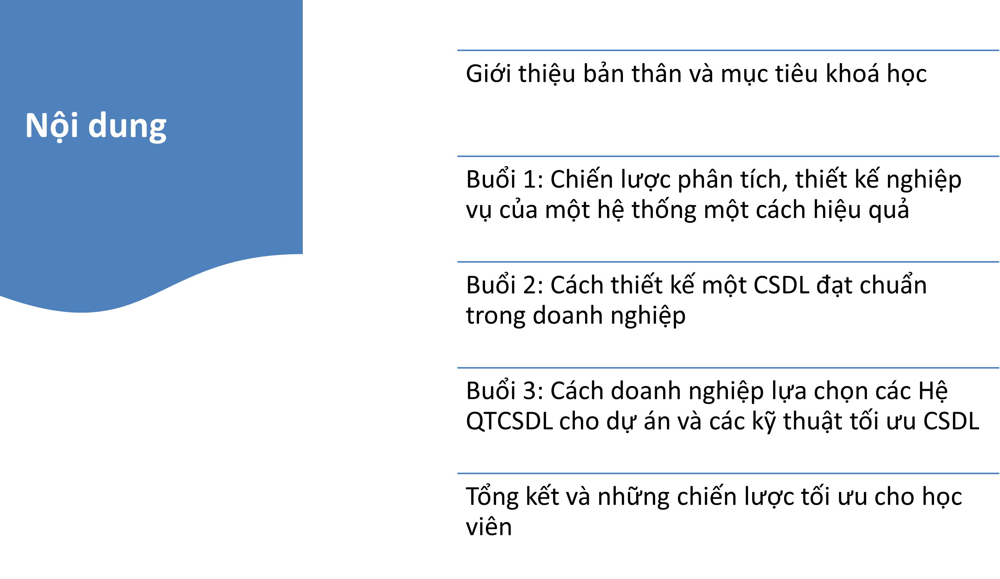 Nội dung
Giới thiệu bản thân và mục tiêu khoá học
Buổi 1: Chiến lược phân tích, thiết kế nghiệp
vụ của một hệ thống một cách hiệu quả
Buổi 2: Cách thiết kế một CSDL đạt chuẩn
trong doanh nghiệp
Buổi 3: Cách doanh nghiệp lựa chọn các Hệ
QTCSDL cho dự án và các kỹ thuật tối ưu CSDL
Tổng kết và những chiến lược tối ưu cho học
viên